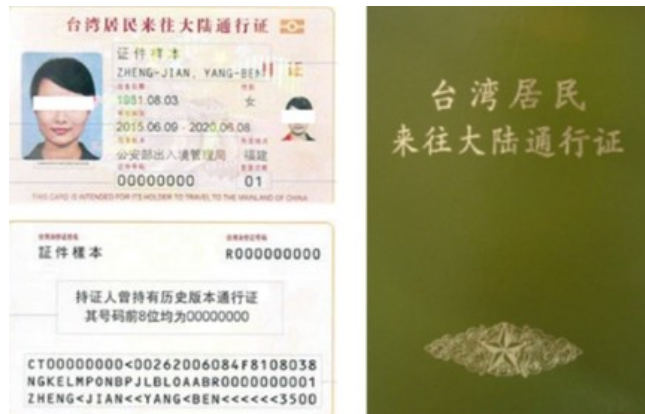 台湾居民来往大陆通行证
证件样本
ZHENG-JIAN, YANG-BEN
证
1981.08.03
女
2015.06.09 - 2020.06.08
公安部出入境管理局
福建
00000000
01
THIS CARD IS INTENDED FOR ITS HOLDER TO TRAVEL TO THE MAINLAND OF CHINA
証件樣本
R000000000
持证人曾持有历史版本通行证
其号码前8位均为00000000
CT00000000<00262006084F8108038
NGKELMPONBPJLBLOAABR0000000001
ZHENG<JIAN<<YANG<BEN<<<<<<3500
台湾居民
来往大陆通行证